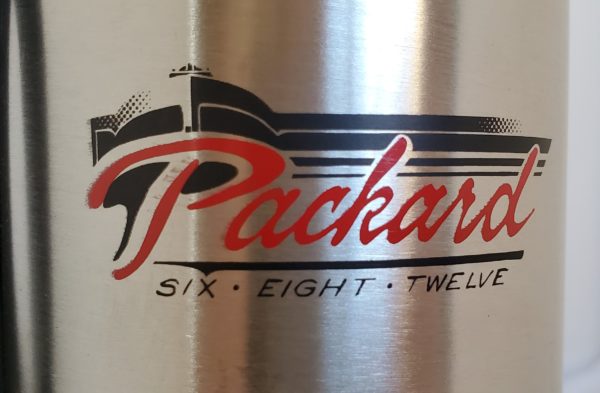 Packard
SIX · EIGHT · TWELVE